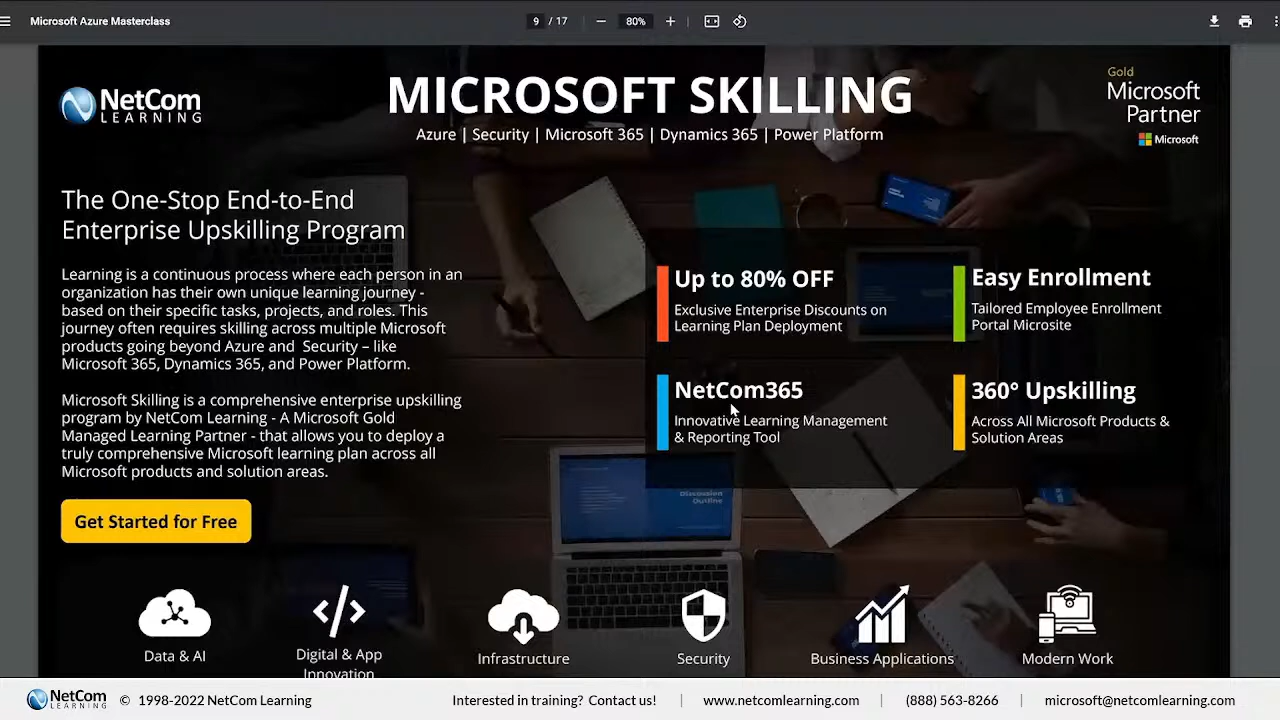 Microsoft Azure Masterclass
9 / 17
80%
NetCom
LEARNING
MICROSOFT SKILLING
Azure | Security | Microsoft 365 | Dynamics 365 | Power Platform
Gold
Microsoft
Partner
Microsoft
The One-Stop End-to-End
Enterprise Upskilling Program
Learning is a continuous process where each person in an
organization has their own unique learning journey -
based on their specific tasks, projects, and roles. This
journey often requires skilling across multiple Microsoft
products going beyond Azure and Security – like
Microsoft 365, Dynamics 365, and Power Platform.
Microsoft Skilling is a comprehensive enterprise upskilling
program by NetCom Learning - A Microsoft Gold
Managed Learning Partner - that allows you to deploy a
truly comprehensive Microsoft learning plan across all
Microsoft products and solution areas.
Get Started for Free
Up to 80% OFF
Exclusive Enterprise Discounts on
Learning Plan Deployment
Easy Enrollment
Tailored Employee Enrollment
Portal Microsite
NetCom365
Innovative Learning Management
& Reporting Tool
360° Upskilling
Across All Microsoft Products &
Solution Areas
Discussion
Outline
Data & AI
Digital & App
Innovation
Infrastructure
Security
Business Applications
Modern Work
NetCom
LEARNING
© 1998-2022 NetCom Learning
Interested in training? Contact us! | www.netcomlearning.com | (888) 563-8266 | microsoft@netcomlearning.com